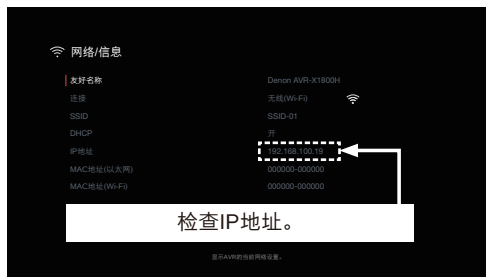 网络/信息
友好名称 Denon AVR-X1800H
连接 无线(Wi-Fi)
SSID SSID-01
DHCP 开
IP地址 192.168.100.19
MAC地址(以太网) 000000-000000
MAC地址(Wi-Fi) 000000-000000
检查IP地址。
显示AVR的当前网络设置。